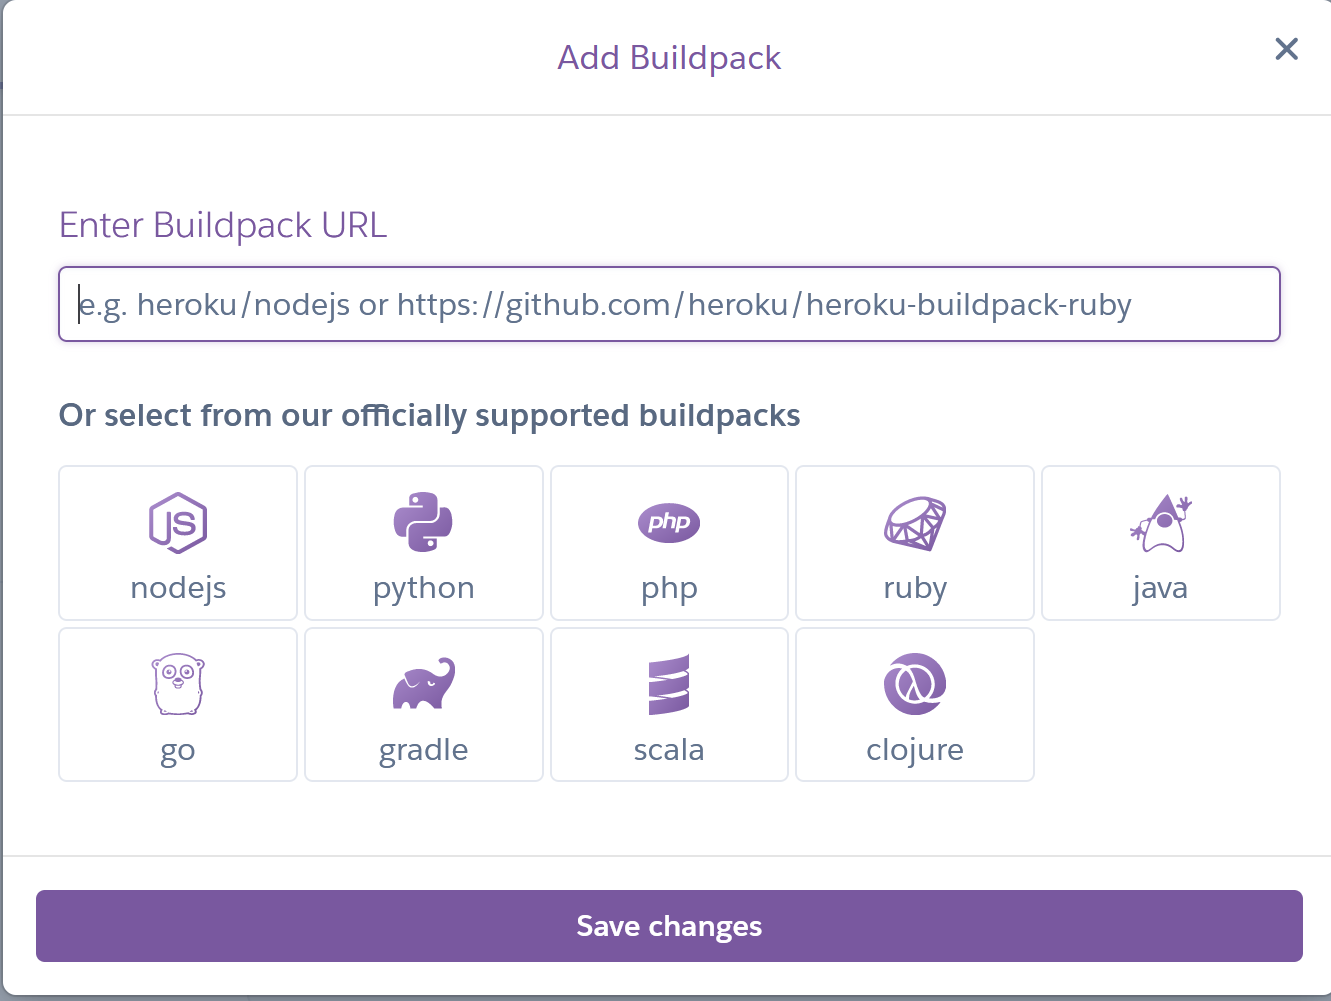 Add Buildpack
Enter Buildpack URL
e.g. heroku/nodejs or https://github.com/heroku/heroku-buildpack-ruby
Or select from our officially supported buildpacks
JS
php
nodejs
python
php
ruby
java
go
gradle
scala
clojure
Save changes